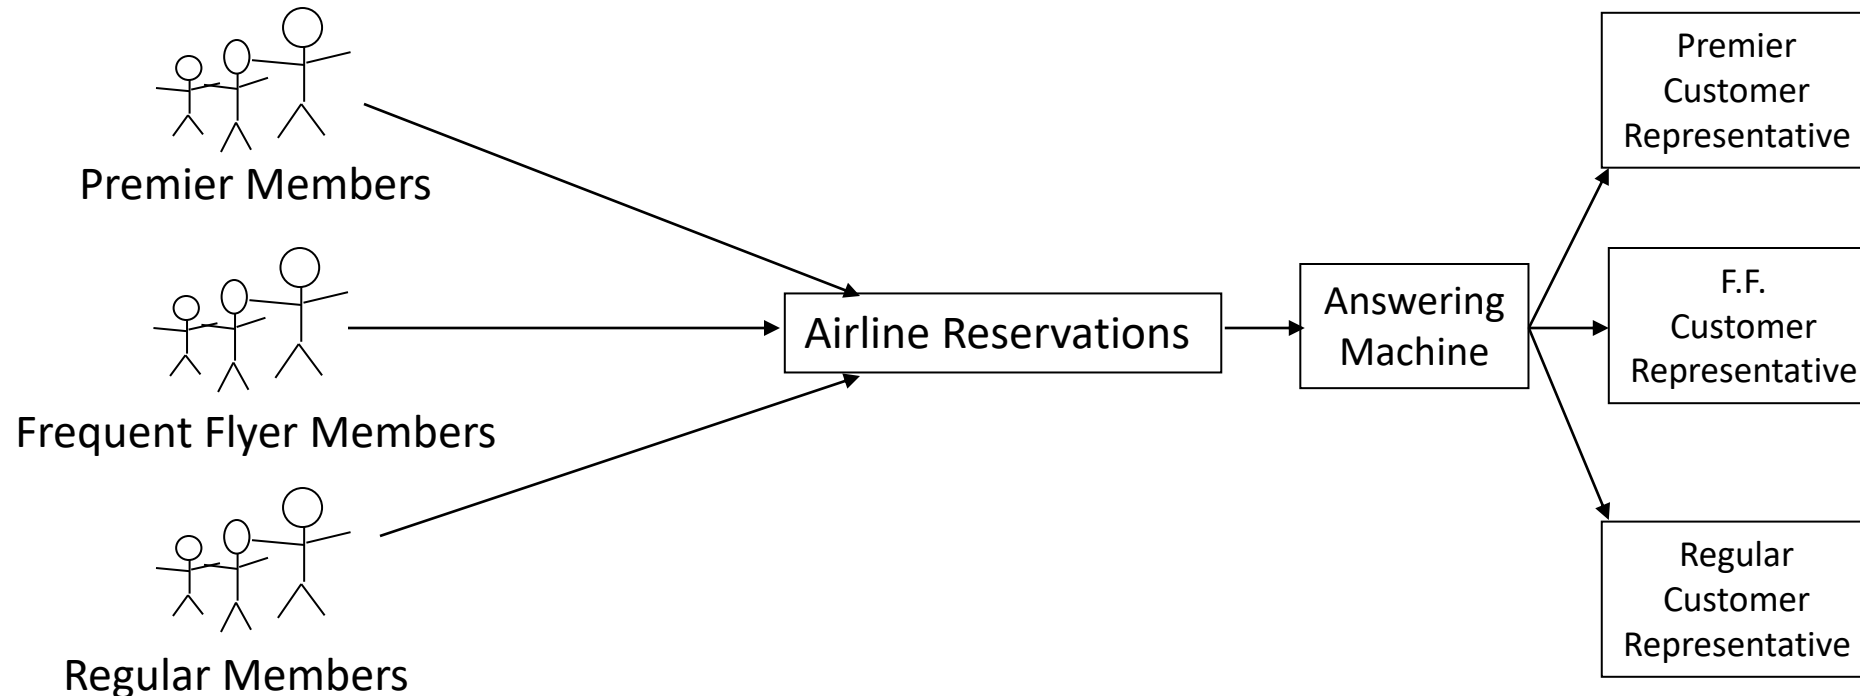 Premier Members
Frequent Flyer Members
Regular Members
Airline Reservations
Answering
Machine
Premier
Customer
Representative
F.F.
Customer
Representative
Regular
Customer
Representative